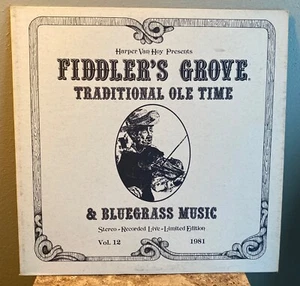 Harper Van Hoy Presents
FIDDLER'S GROVE.
TRADITIONAL OLE TIME
& BLUEGRASS MUSIC
Stereo • Recorded Live • Limited Edition
Vol. 12 1981